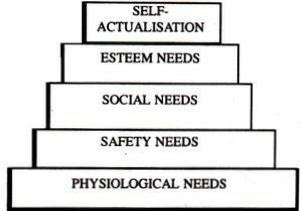 SELF-
ACTUALISATION
ESTEEM NEEDS
SOCIAL NEEDS
SAFETY NEEDS
PHYSIOLOGICAL NEEDS